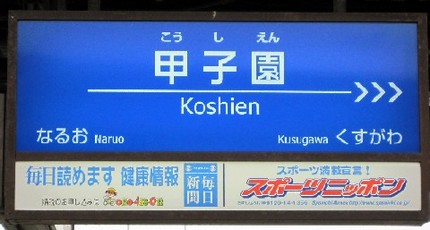 こう し えん
甲子園
Koshien
なるお Naruo
Kusugawa くすがわ
毎日読めます 健康情報
毎日新聞
スポーツ満載宣言！
スポーツニッポン